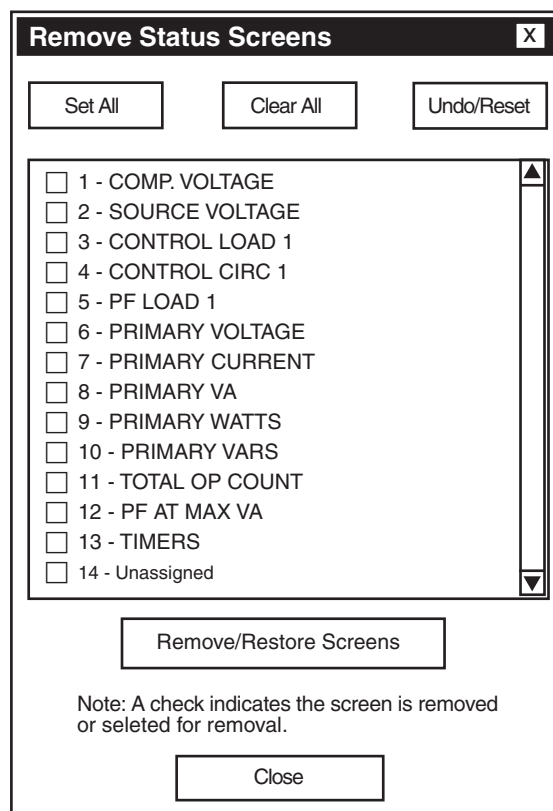 Remove Status Screens X
Set All Clear All Undo/Reset
1 - COMP. VOLTAGE
2 - SOURCE VOLTAGE
3 - CONTROL LOAD 1
4 - CONTROL CIRC 1
5 - PF LOAD 1
6 - PRIMARY VOLTAGE
7 - PRIMARY CURRENT
8 - PRIMARY VA
9 - PRIMARY WATTS
10 - PRIMARY VARS
11 - TOTAL OP COUNT
12 - PF AT MAX VA
13 - TIMERS
14 - Unassigned
Remove/Restore Screens
Note: A check indicates the screen is removed
or seleted for removal.
Close